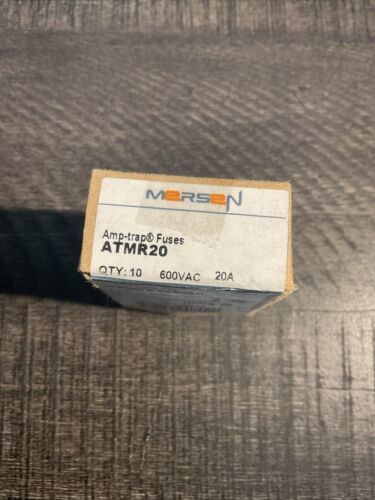 MERSEN
Amp-trap® Fuses
ATMR20
QTY: 10 600VAC 20A